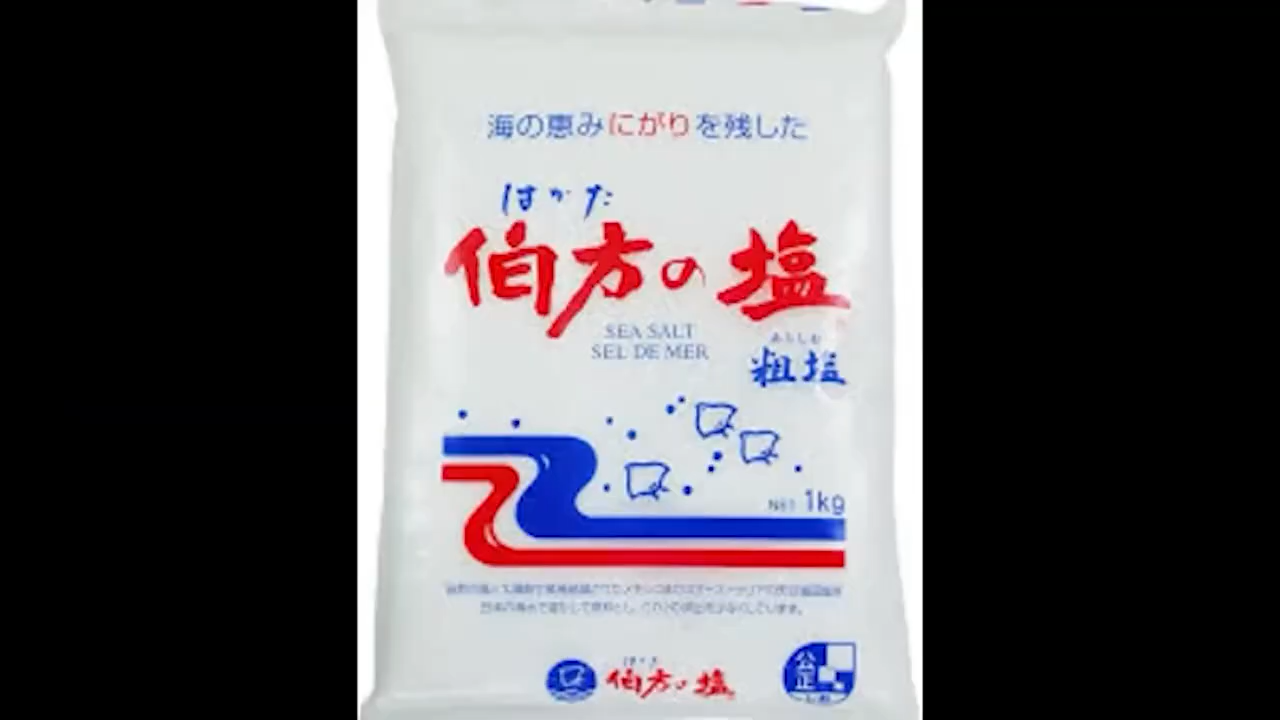 海の恵みにがりを残した
はかた
伯方の塩
SEA SALT
SEL DE MER
あらしお
粗塩
NET 1kg
はかた
伯方の塩
公正
しお